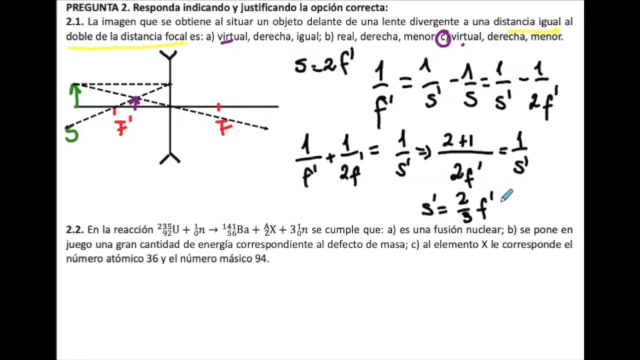 PREGUNTA 2. Responda indicando y justificando la opción correcta:
2.1. La imagen que se obtiene al situar un objeto delante de una lente divergente a una distancia igual al
doble de la distancia focal es: a) virtual, derecha, igual; b) real, derecha, menor; c) virtual, derecha, menor.
S=2f'
1/f' = 1/s' - 1/s = 1/s' - 1/2f'
F' F
S
1/f' + 1/2f' = 1/s' => 2+1/2f' = 1/s'
s' = 2/3 f'
2.2. En la reacción ²³⁵₉₂U + ¹₀n → ¹⁴¹₅₆Ba + ᴬ_ZX + 3¹₀n se cumple que: a) es una fusión nuclear; b) se pone en
juego una gran cantidad de energía correspondiente al defecto de masa; c) al elemento X le corresponde el
número atómico 36 y el número másico 94.